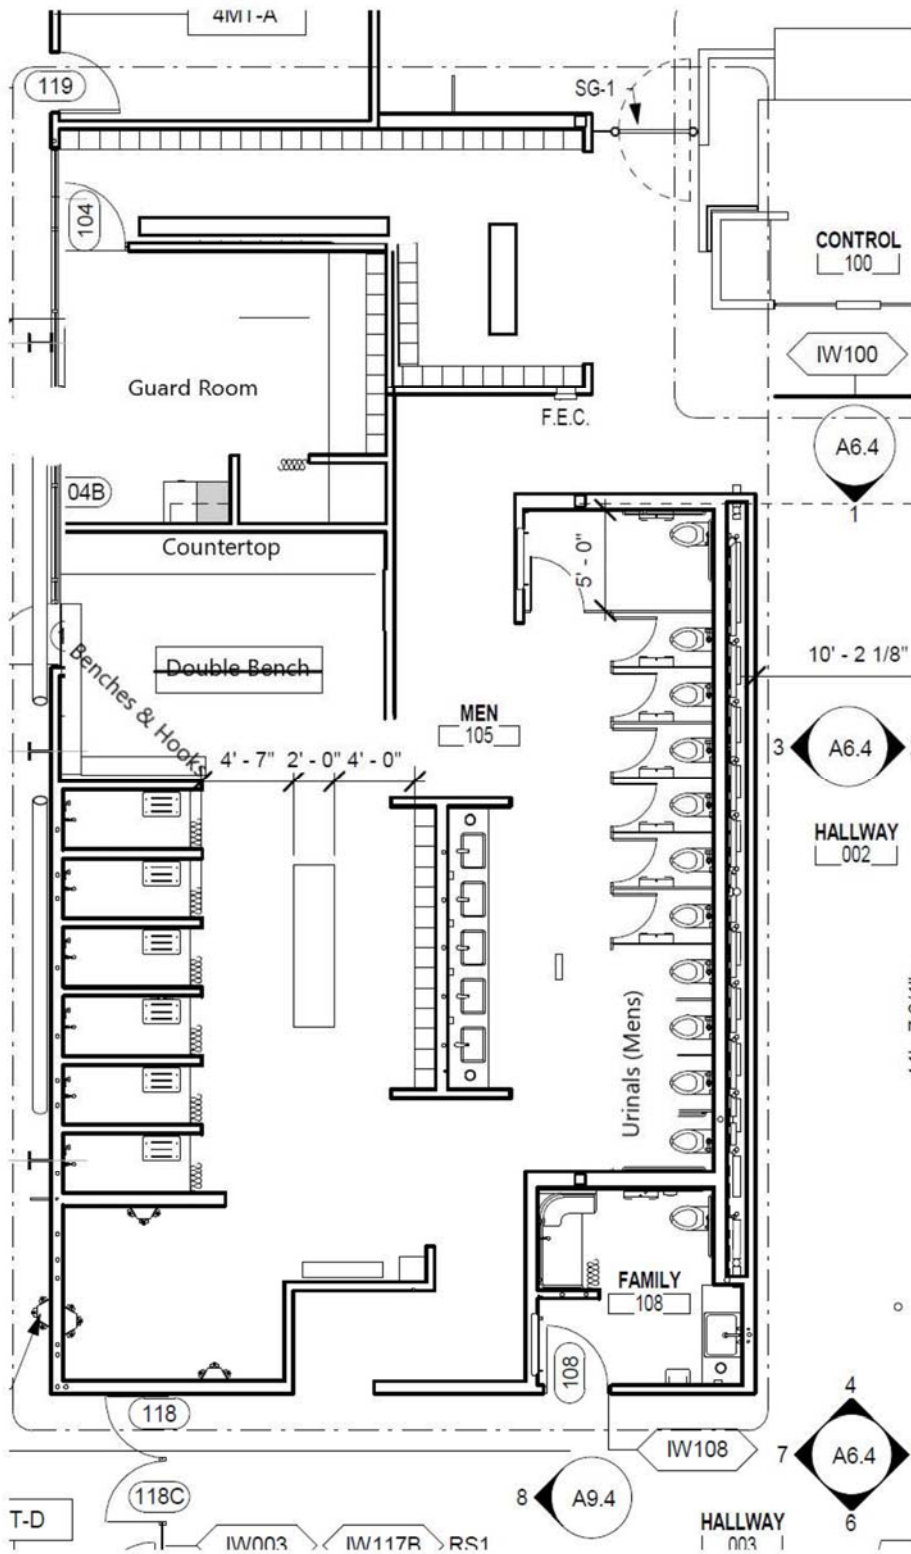 4MT-A
119
SG-1
104
CONTROL
100
IW100
Guard Room
F.E.C.
A6.4
1
04B
Countertop
5' - 0"
10' - 2 1/8"
Benches & Hooks
Double Bench
MEN
105
3
A6.4
4' - 7"
2' - 0"
4' - 0"
HALLWAY
002
Urinals (Mens)
FAMILY
108
108
118
4
IW108
7
A6.4
118C
8
A9.4
6
T-D
HALLWAY
003
IW003
IW117B
RS1